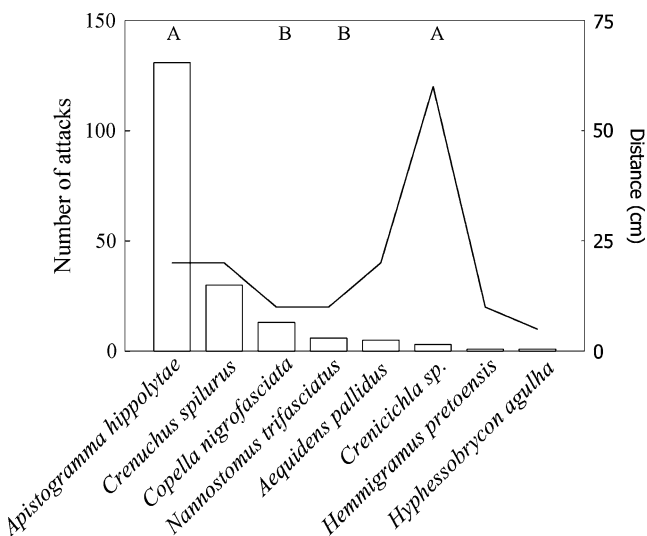 150
75
A
B
B
A
100
50
50
25
0
0
Number of attacks
Distance (cm)
Apistogramma hippolytae
Crenuchus spilurus
Copella nigrofasciata
Nannostomus trifasciatus
Aequidens pallidus
Crenicichla sp.
Hemmigramus pretoensis
Hyphessobrycon agulha